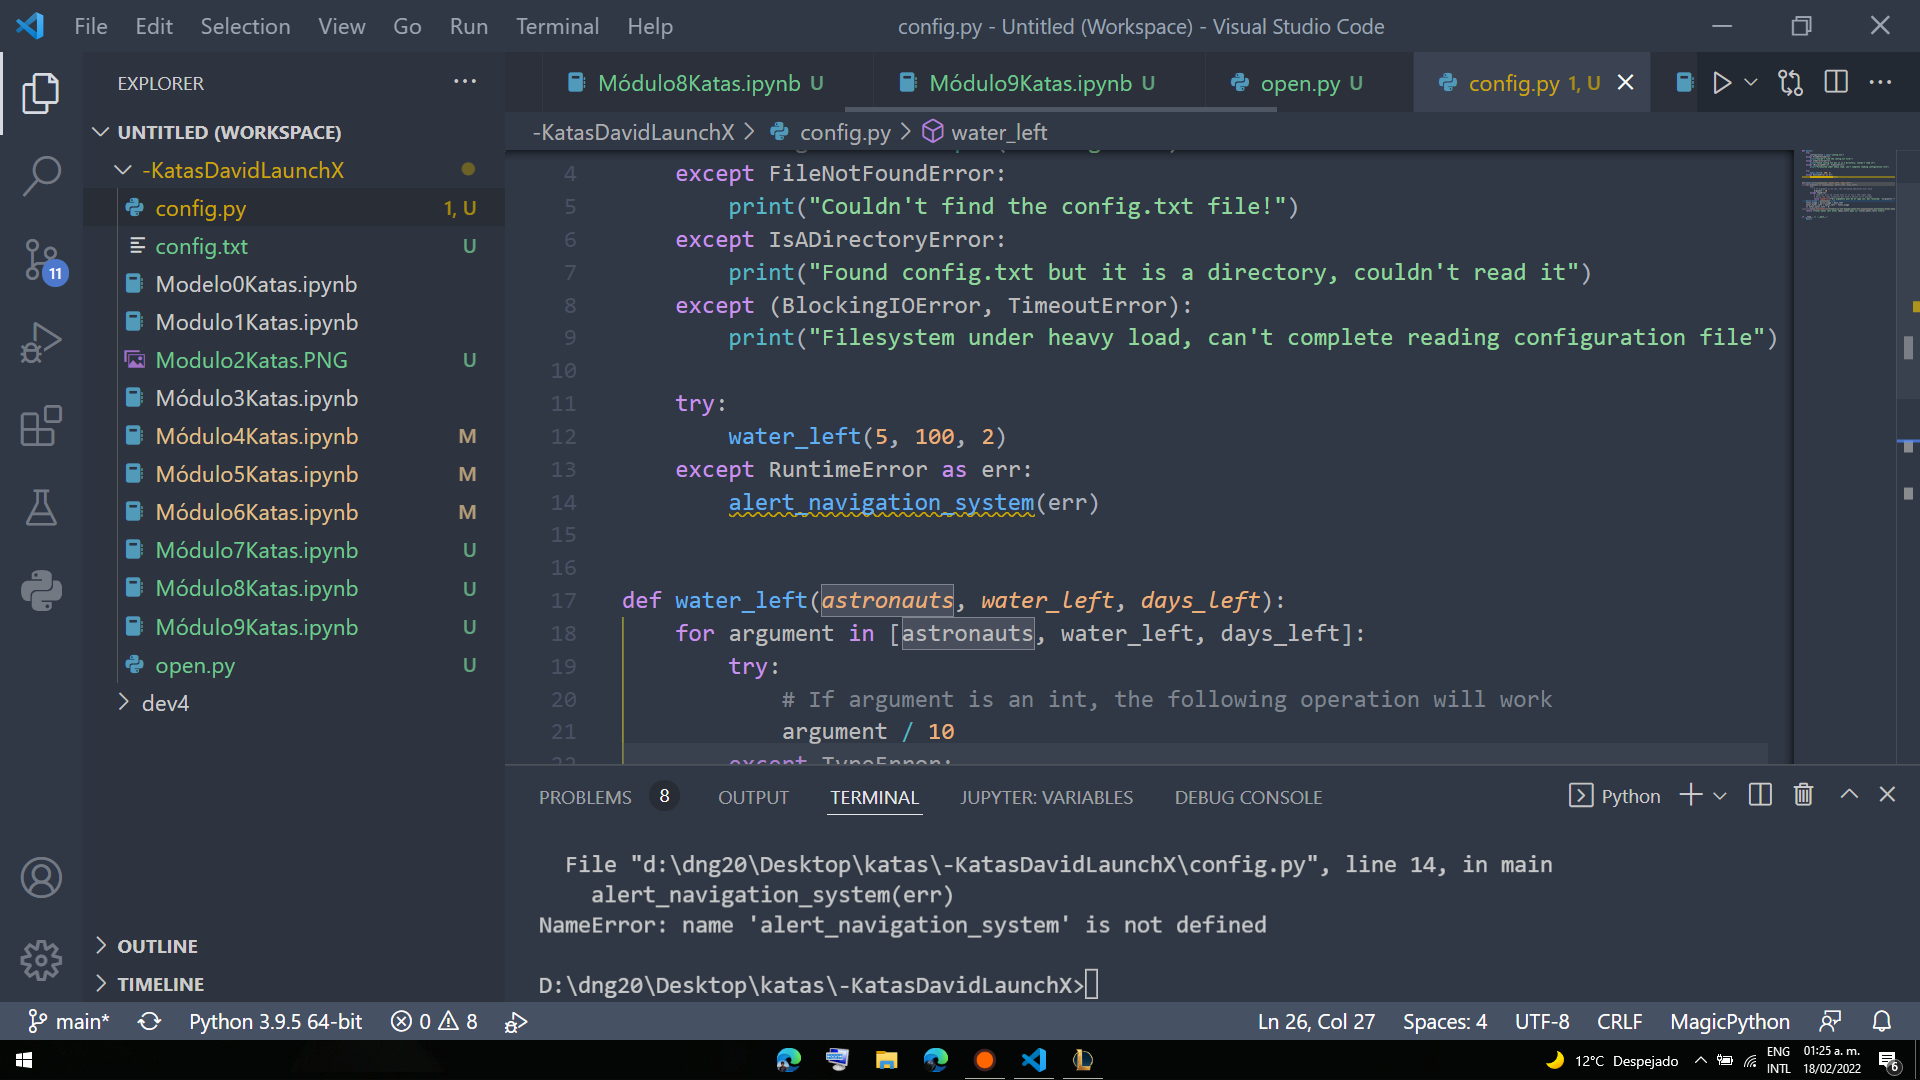 File Edit Selection View Go Run Terminal Help
config.py - Untitled (Workspace) - Visual Studio Code
EXPLORER
UNTITLED (WORKSPACE)
-KatasDavidLaunchX
config.py 1, U
config.txt U
Modelo0Katas.ipynb
Modulo1Katas.ipynb
Modulo2Katas.PNG U
Módulo3Katas.ipynb
Módulo4Katas.ipynb M
Módulo5Katas.ipynb M
Módulo6Katas.ipynb M
Módulo7Katas.ipynb U
Módulo8Katas.ipynb U
Módulo9Katas.ipynb U
open.py U
dev4
OUTLINE
TIMELINE
11
Módulo8Katas.ipynb U Módulo9Katas.ipynb U open.py U config.py 1, U
-KatasDavidLaunchX > config.py > water_left
4 except FileNotFoundError:
5 print("Couldn't find the config.txt file!")
6 except IsADirectoryError:
7 print("Found config.txt but it is a directory, couldn't read it")
8 except (BlockingIOError, TimeoutError):
9 print("Filesystem under heavy load, can't complete reading configuration file")
10
11 try:
12 water_left(5, 100, 2)
13 except RuntimeError as err:
14 alert_navigation_system(err)
15
16
17 def water_left(astronauts, water_left, days_left):
18 for argument in [astronauts, water_left, days_left]:
19 try:
20 # If argument is an int, the following operation will work
21 argument / 10
22 except TypeError:
PROBLEMS 8 OUTPUT TERMINAL JUPYTER: VARIABLES DEBUG CONSOLE
Python
File "d:\dng20\Desktop\katas\-KatasDavidLaunchX\config.py", line 14, in main
alert_navigation_system(err)
NameError: name 'alert_navigation_system' is not defined
D:\dng20\Desktop\katas\-KatasDavidLaunchX>
main* Python 3.9.5 64-bit 0 8
Ln 26, Col 27 Spaces: 4 UTF-8 CRLF MagicPython
12°C Despejado
ENG
INTL
01:25 a. m.
18/02/2022
6